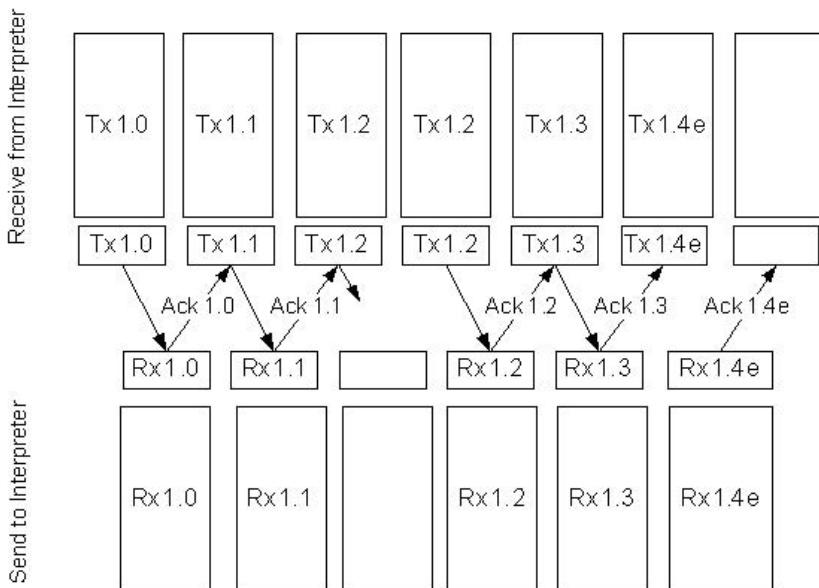 Receive from Interpreter
Tx1.0 Tx1.1 Tx1.2 Tx1.2 Tx1.3 Tx1.4e
Tx1.0 Tx1.1 Tx1.2 Tx1.2 Tx1.3 Tx1.4e
Ack 1.0 Ack 1.1 Ack 1.2 Ack 1.3 Ack 1.4e
Rx1.0 Rx1.1 Rx1.2 Rx1.3 Rx1.4e
Send to Interpreter
Rx1.0 Rx1.1 Rx1.2 Rx1.3 Rx1.4e